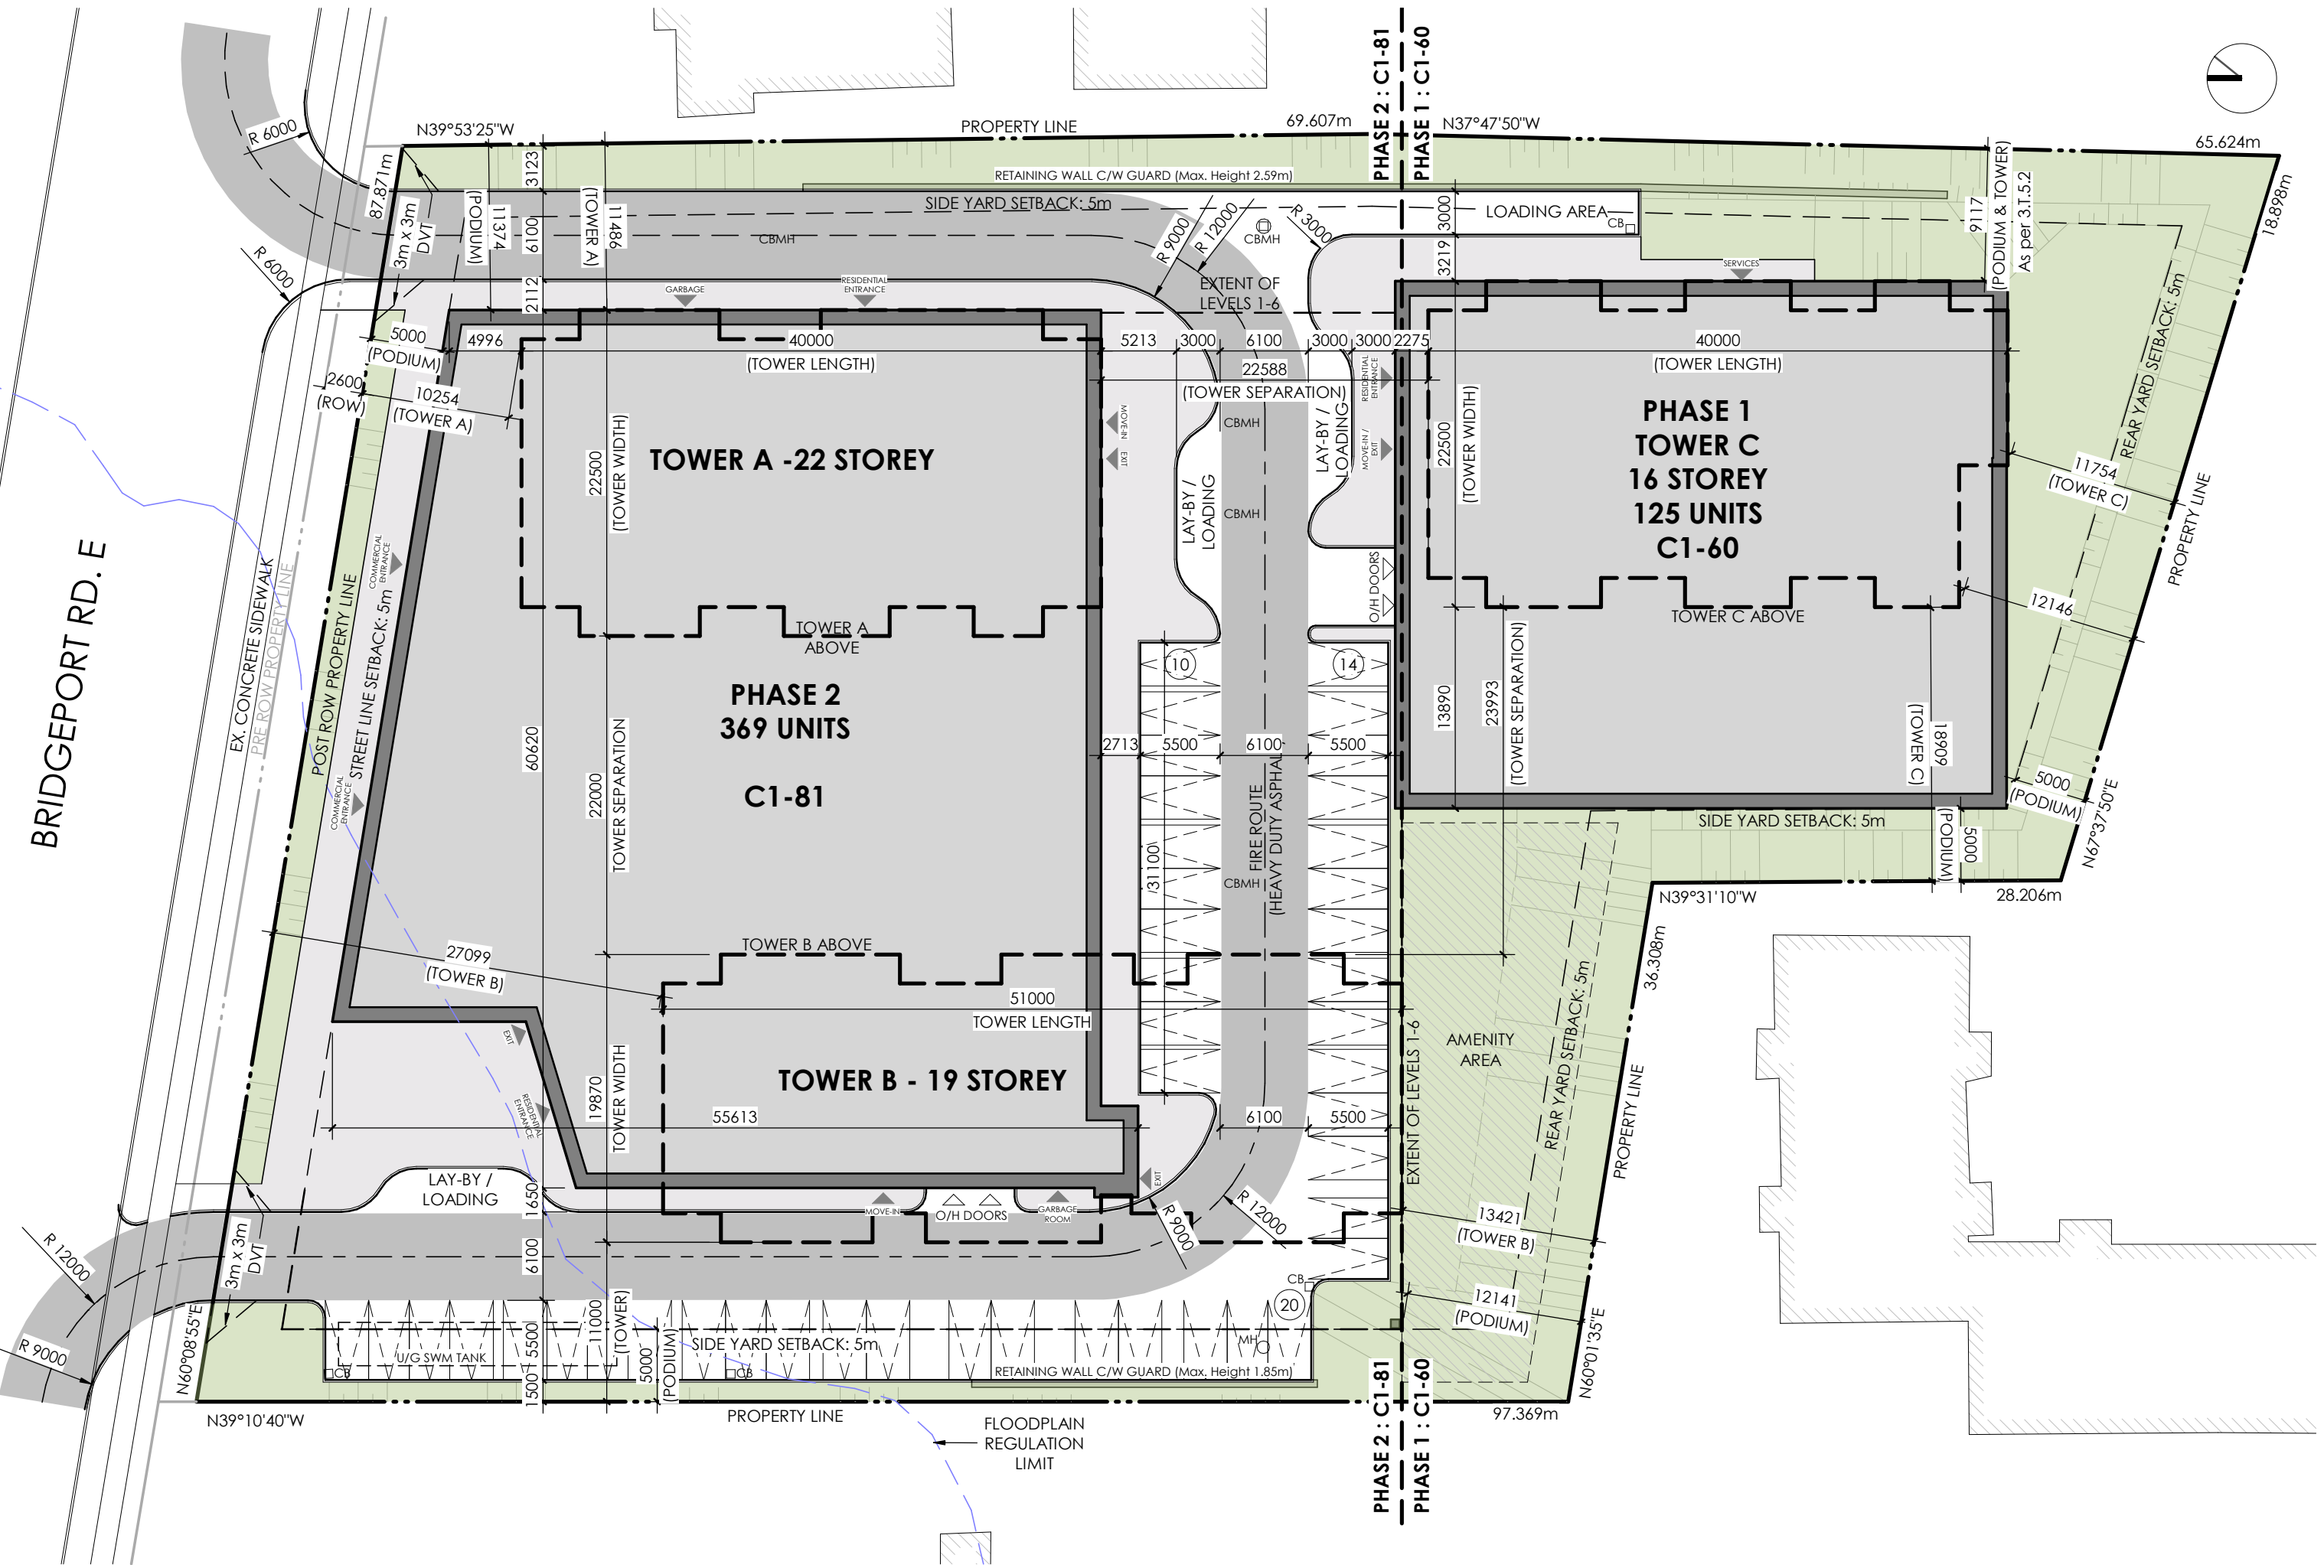 PHASE 2 : C1-81
PHASE 1 : C1-60
R 6000
N39°53'25"W
PROPERTY LINE
69.607m
N37°47'50"W
65.624m
87.871m
3123
RETAINING WALL C/W GUARD (Max. Height 2.59m)
18.898m
3m x 3m
DVT
(PODIUM)
11374
6100
(TOWER A)
11486
SIDE YARD SETBACK: 5m
CBMH
R 9000
R 12000
CBMH
R 3000
3000
LOADING AREA
CB
9117
(PODIUM & TOWER)
As per 3.T.5.2
R 6000
2112
GARBAGE
RESIDENTIAL
ENTRANCE
EXTENT OF
LEVELS 1-6
3219
SERVICES
5000
(PODIUM)
4996
40000
(TOWER LENGTH)
5213
3000
6100
3000
3000
2275
40000
(TOWER LENGTH)
22588
(TOWER SEPARATION)
2600
(ROW)
10254
(TOWER A)
RESIDENTIAL
ENTRANCE
REAR YARD SETBACK: 5m
MOVE-IN
EXIT
CBMH
LAY-BY /
LOADING
MOVE-IN /
EXIT
22500
(TOWER WIDTH)
PHASE 1
TOWER C
16 STOREY
125 UNITS
C1-60
22500
(TOWER WIDTH)
TOWER A -22 STOREY
11754
(TOWER C)
PROPERTY LINE
LAY-BY /
LOADING
CBMH
BRIDGEPORT RD. E
EX. CONCRETE SIDEWALK
PRE ROW PROPERTY LINE
POST ROW PROPERTY LINE
STREET LINE SETBACK: 5m
COMMERCIAL
ENTRANCE
O/H DOORS
12146
TOWER A
ABOVE
TOWER C ABOVE
10
14
PHASE 2
369 UNITS
C1-81
60620
22000
TOWER SEPARATION
13890
23993
(TOWER SEPARATION)
(TOWER C)
18909
2713
5500
6100
5500
COMMERCIAL
ENTRANCE
5000
(PODIUM)
N67°37'50"E
SIDE YARD SETBACK: 5m
(PODIUM)
5000
31100
FIRE ROUTE
(HEAVY DUTY ASPHALT)
CBMH
N39°31'10"W
28.206m
27099
(TOWER B)
TOWER B ABOVE
36.308m
51000
TOWER LENGTH
EXIT
AMENITY
AREA
REAR YARD SETBACK: 5m
EXTENT OF LEVELS 1-6
PROPERTY LINE
19870
TOWER WIDTH
TOWER B - 19 STOREY
RESIDENTIAL
ENTRANCE
55613
6100
5500
LAY-BY /
LOADING
1650
MOVE-IN
O/H DOORS
GARBAGE
ROOM
EXIT
R 9000
R 12000
13421
(TOWER B)
R 12000
3m x 3m
DVT
6100
CB
20
12141
(PODIUM)
R 9000
N60°08'55"E
5500
11000
(TOWER)
5000
(PODIUM)
SIDE YARD SETBACK: 5m
MH
U/G SWM TANK
CB
CB
RETAINING WALL C/W GUARD (Max. Height 1.85m)
1500
N60°01'35"E
N39°10'40"W
PROPERTY LINE
97.369m
FLOODPLAIN
REGULATION
LIMIT
PHASE 2 : C1-81
PHASE 1 : C1-60